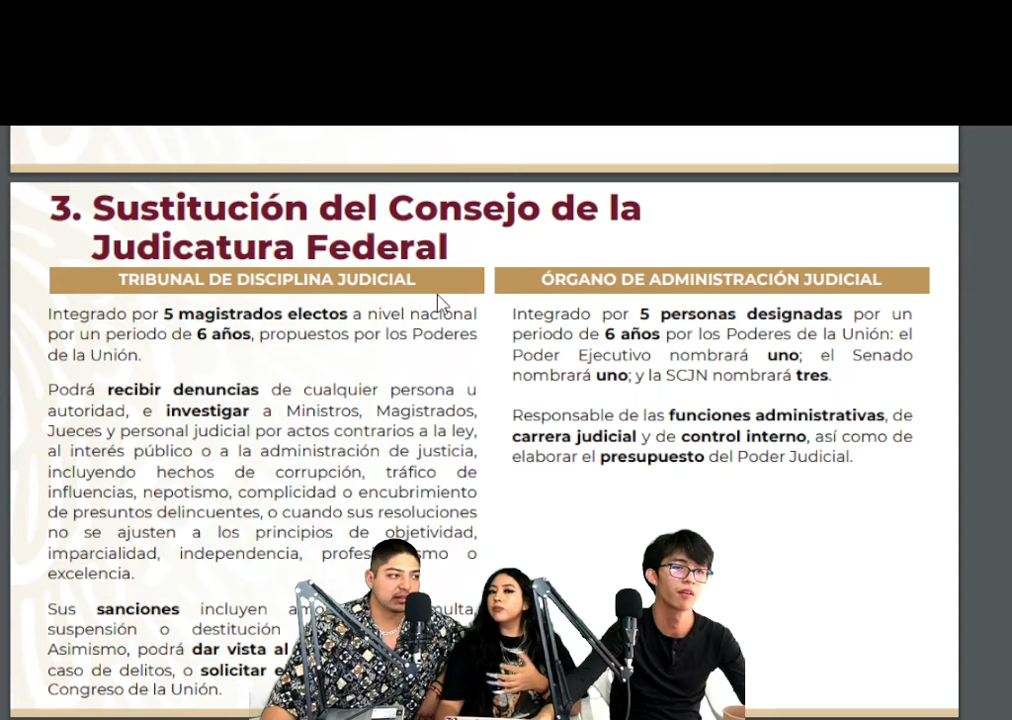 3. Sustitución del Consejo de la
Judicatura Federal
TRIBUNAL DE DISCIPLINA JUDICIAL
Integrado por 5 magistrados electos a nivel nacional
por un periodo de 6 años, propuestos por los Poderes
de la Unión.
Podrá recibir denuncias de cualquier persona u
autoridad, e investigar a Ministros, Magistrados,
Jueces y personal judicial por actos contrarios a la ley,
al interés público o a la administración de justicia,
incluyendo hechos de corrupción, tráfico de
influencias, nepotismo, complicidad o encubrimiento
de presuntos delincuentes, o cuando sus resoluciones
no se ajusten a los principios de objetividad,
imparcialidad, independencia, o
excelencia.
Sus sanciones incluyen multa,
suspensión o destitución
Asimismo, podrá dar vista al
caso de delitos, o solicitar
Congreso de la Unión.
ÓRGANO DE ADMINISTRACIÓN JUDICIAL
Integrado por 5 personas designadas por un
periodo de 6 años por los Poderes de la Unión: el
Poder Ejecutivo nombrará uno; el Senado
nombrará uno; y la SCJN nombrará tres.
Responsable de las funciones administrativas, de
carrera judicial y de control interno, así como de
elaborar el presupuesto del Poder Judicial.